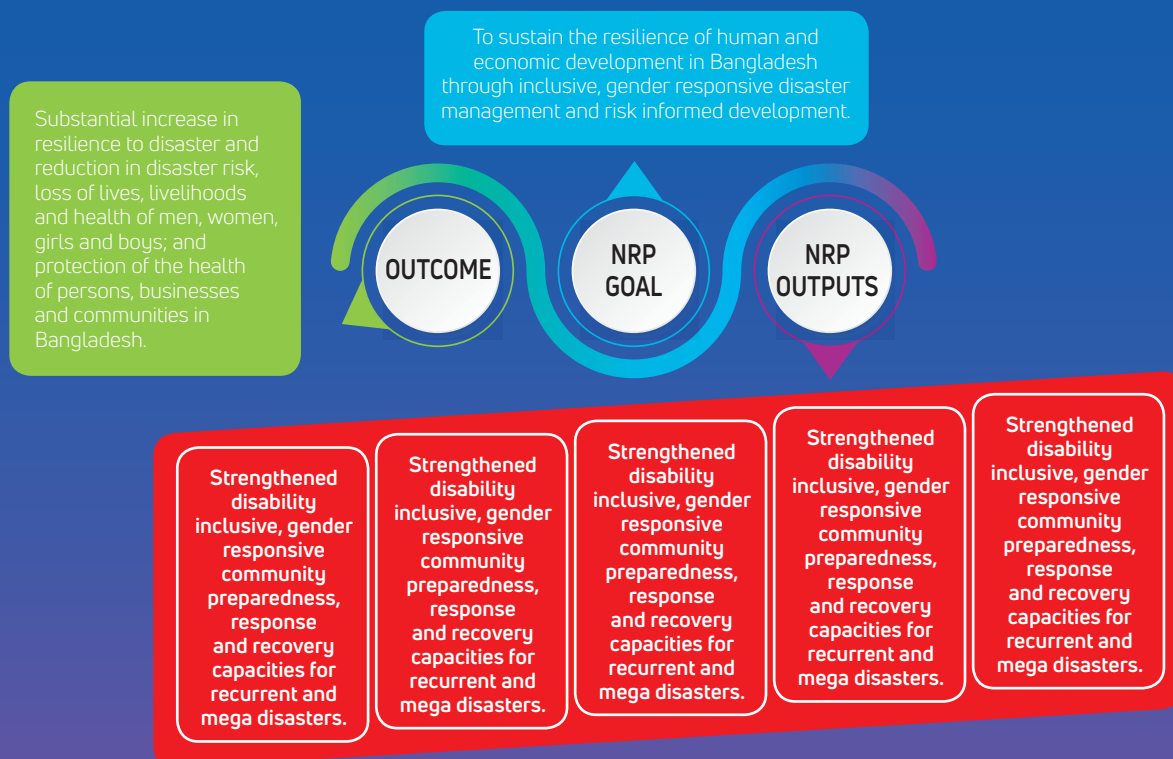 To sustain the resilience of human and
economic development in Bangladesh
through inclusive, gender responsive disaster
management and risk informed development.
Substantial increase in
resilience to disaster and
reduction in disaster risk,
loss of lives, livelihoods
and health of men, women,
girls and boys; and
protection of the health
of persons, businesses
and communities in
Bangladesh.
OUTCOME
NRP
GOAL
NRP
OUTPUTS
Strengthened
disability
inclusive, gender
responsive
community
preparedness,
response
and recovery
capacities for
recurrent and
mega disasters.
Strengthened
disability
inclusive, gender
responsive
community
preparedness,
response
and recovery
capacities for
recurrent and
mega disasters.
Strengthened
disability
inclusive, gender
responsive
community
preparedness,
response
and recovery
capacities for
recurrent and
mega disasters.
Strengthened
disability
inclusive, gender
responsive
community
preparedness,
response
and recovery
capacities for
recurrent and
mega disasters.
Strengthened
disability
inclusive, gender
responsive
community
preparedness,
response
and recovery
capacities for
recurrent and
mega disasters.